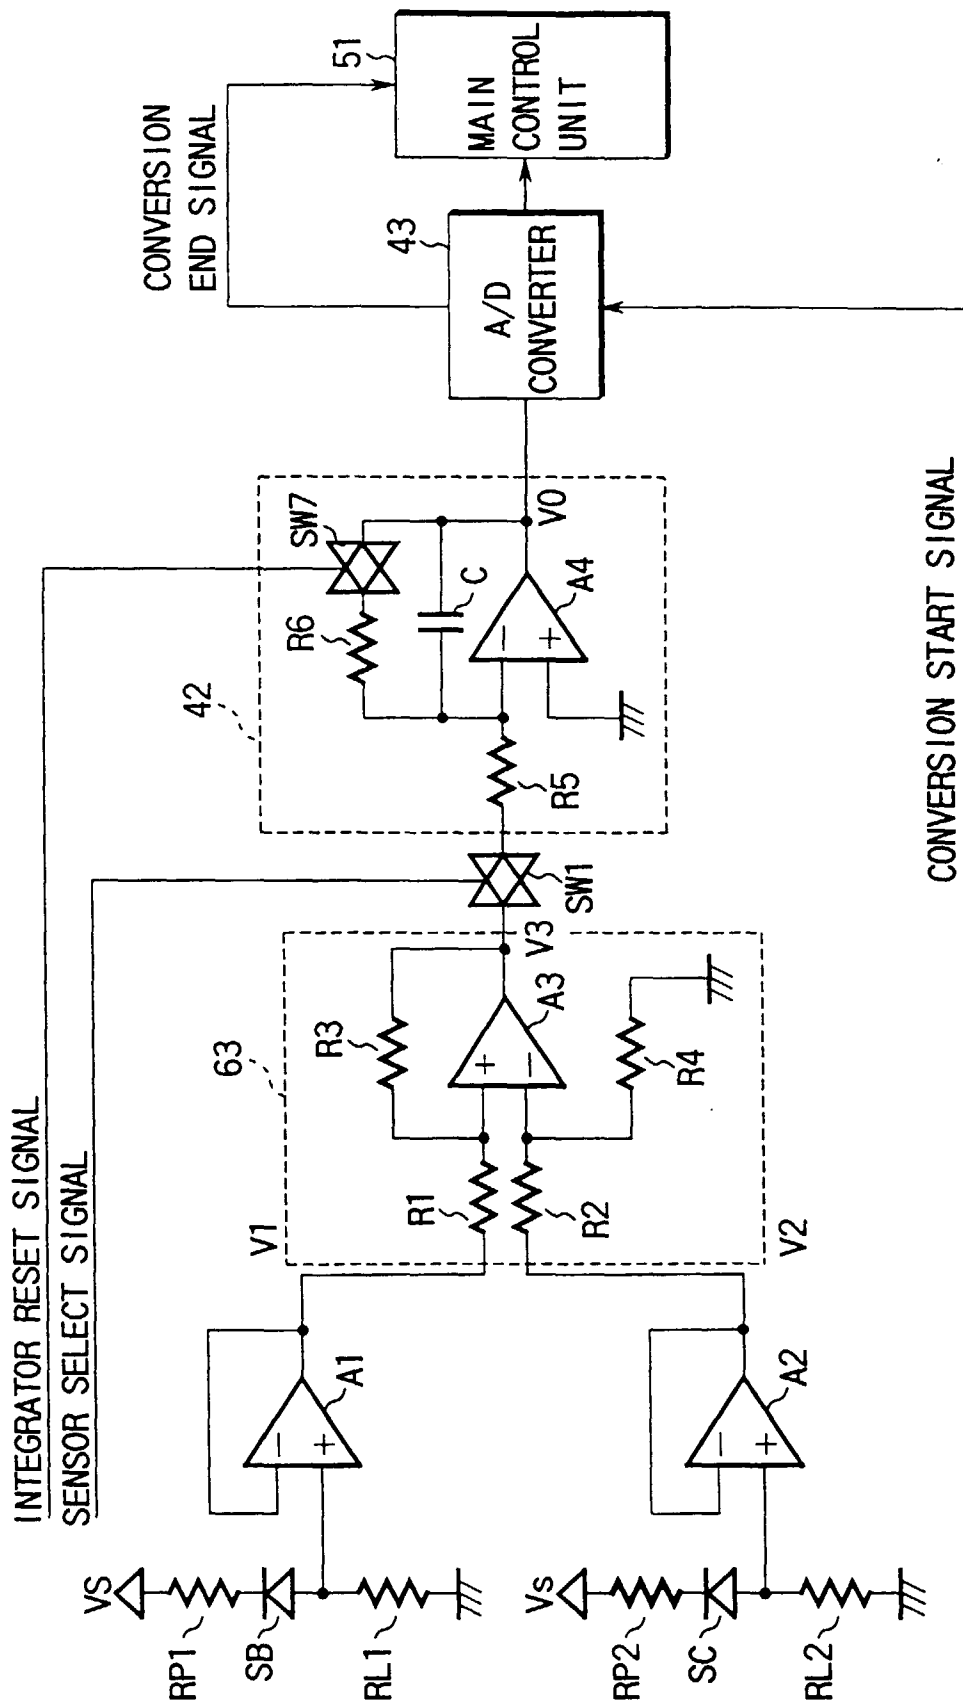 INTEGRATOR RESET SIGNAL
SENSOR SELECT SIGNAL
CONVERSION
END SIGNAL
VS
RP1
SB
RL1
−
+
A1
V1
63
R1
R3
+
−
A3
V3
R2
R4
V2
SW1
42
R5
R6
SW7
C
−
+
A4
V0
43
A/D
CONVERTER
51
MAIN
CONTROL
UNIT
Vs
RP2
SC
RL2
−
+
A2
CONVERSION START SIGNAL